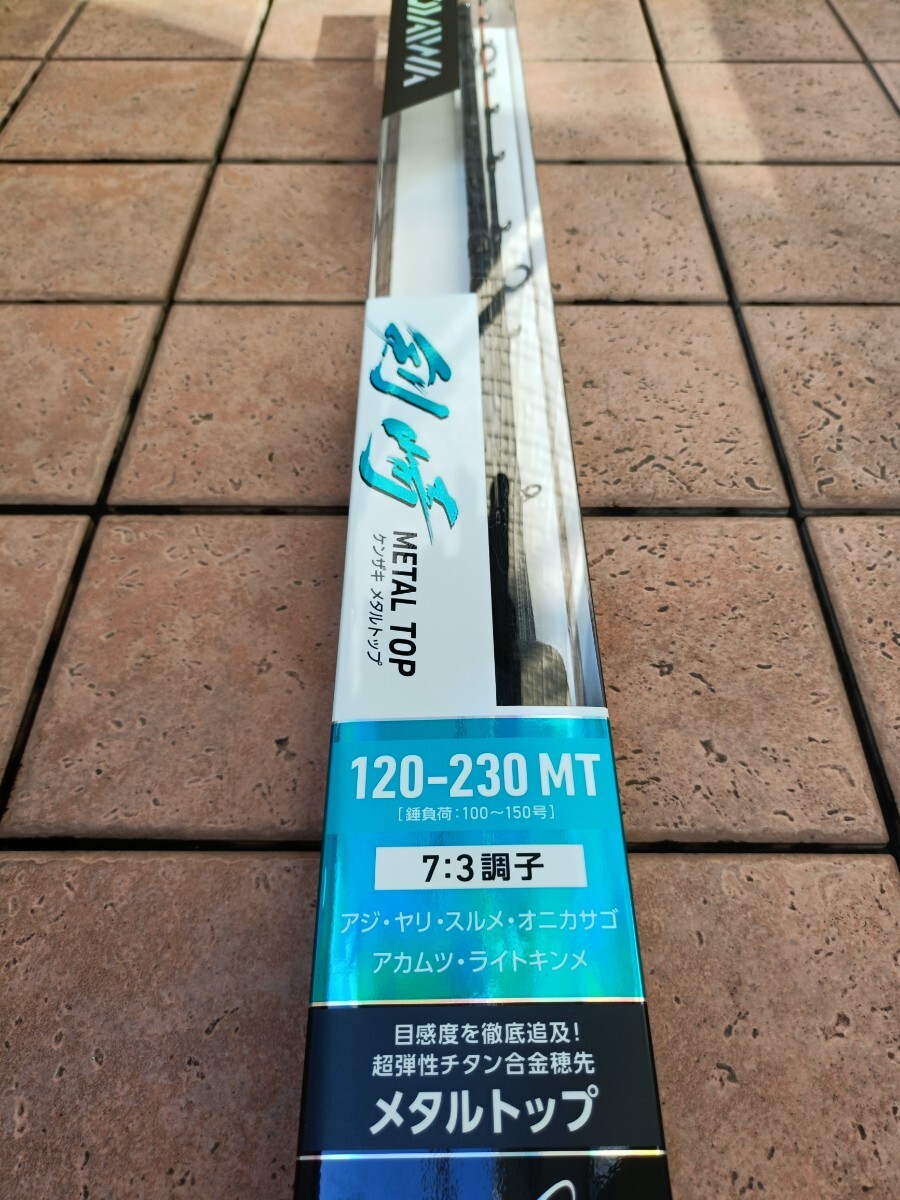 DAIWA
剣崎
METAL TOP
ケンザキ メタルトップ
120-230 MT
[錘負荷:100〜150号]
7:3調子
アジ・ヤリ・スルメ・オニカサゴ
アカムツ・ライトキンメ
目感度を徹底追及!
超弾性チタン合金穂先
メタルトップ